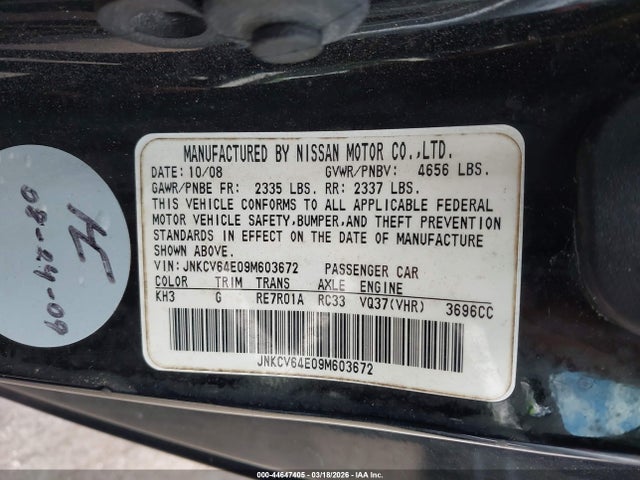 MANUFACTURED BY NISSAN MOTOR CO.,LTD.
DATE: 10/08 GVWR/PNBV: 4656 LBS.
GAWR/PNBE FR: 2335 LBS. RR: 2337 LBS.
THIS VEHICLE CONFORMS TO ALL APPLICABLE FEDERAL
MOTOR VEHICLE SAFETY,BUMPER,AND THEFT PREVENTION
STANDARDS IN EFFECT ON THE DATE OF MANUFACTURE
SHOWN ABOVE.
VIN: JNKCV64E09M603672 PASSENGER CAR
COLOR TRIM TRANS AXLE ENGINE
KH3 G RE7R01A RC33 VQ37(VHR) 3696CC
JNKCV64E09M603672
08-24-09
000-44647405 - 03/18/2026 - IAA Inc.